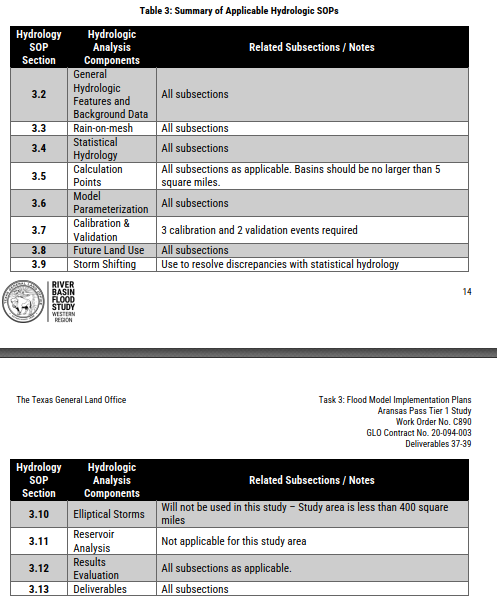 Table 3: Summary of Applicable Hydrologic SOPs
Hydrology SOP Section Hydrologic Analysis Components Related Subsections / Notes
3.2 General Hydrologic Features and Background Data All subsections
3.3 Rain-on-mesh All subsections
3.4 Statistical Hydrology All subsections
3.5 Calculation Points All subsections as applicable. Basins should be no larger than 5 square miles.
3.6 Model Parameterization All subsections
3.7 Calibration & Validation 3 calibration and 2 validation events required
3.8 Future Land Use All subsections
3.9 Storm Shifting Use to resolve discrepancies with statistical hydrology
RIVER
BASIN
FLOOD
STUDY
WESTERN
REGION
14
The Texas General Land Office
Task 3: Flood Model Implementation Plans
Aransas Pass Tier 1 Study
Work Order No. C890
GLO Contract No. 20-094-003
Deliverables 37-39
Hydrology SOP Section Hydrologic Analysis Components Related Subsections / Notes
3.10 Elliptical Storms Will not be used in this study – Study area is less than 400 square miles
3.11 Reservoir Analysis Not applicable for this study area
3.12 Results Evaluation All subsections as applicable.
3.13 Deliverables All subsections